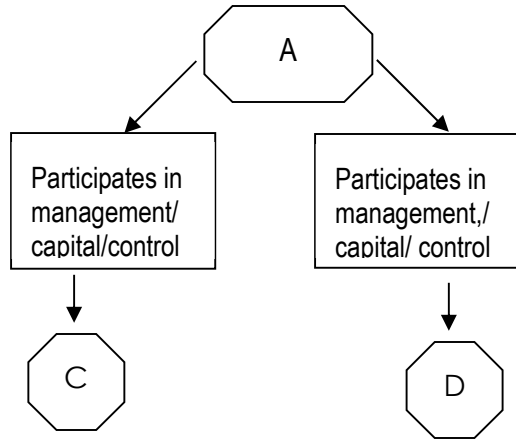 A
Participates in
management/
capital/control
Participates in
management,/
capital/ control
C
D